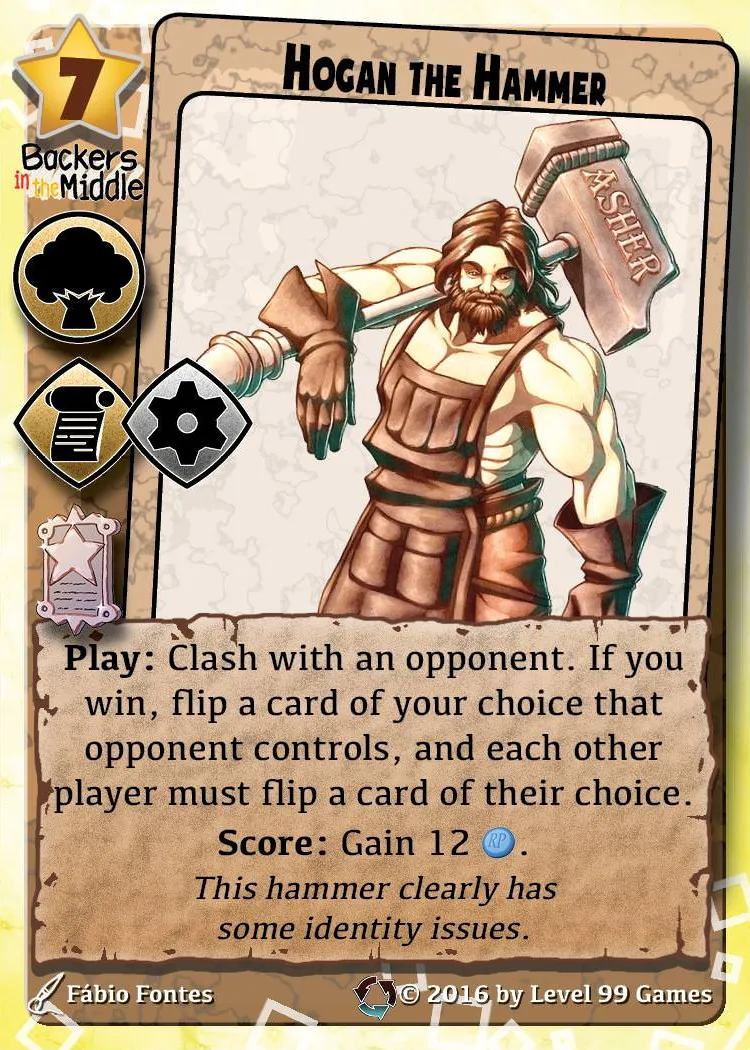 7
HOGAN THE HAMMER
Backers
in the Middle
ASHER
Play: Clash with an opponent. If you
win, flip a card of your choice that
opponent controls, and each other
player must flip a card of their choice.
Score: Gain 12 RP.
This hammer clearly has
some identity issues.
Fábio Fontes
© 2016 by Level 99 Games